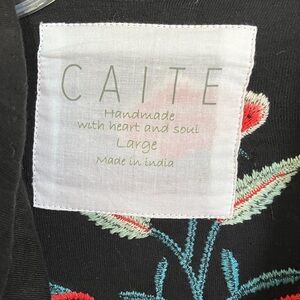 CAITE
Handmade
with heart and soul
Large
Made in india